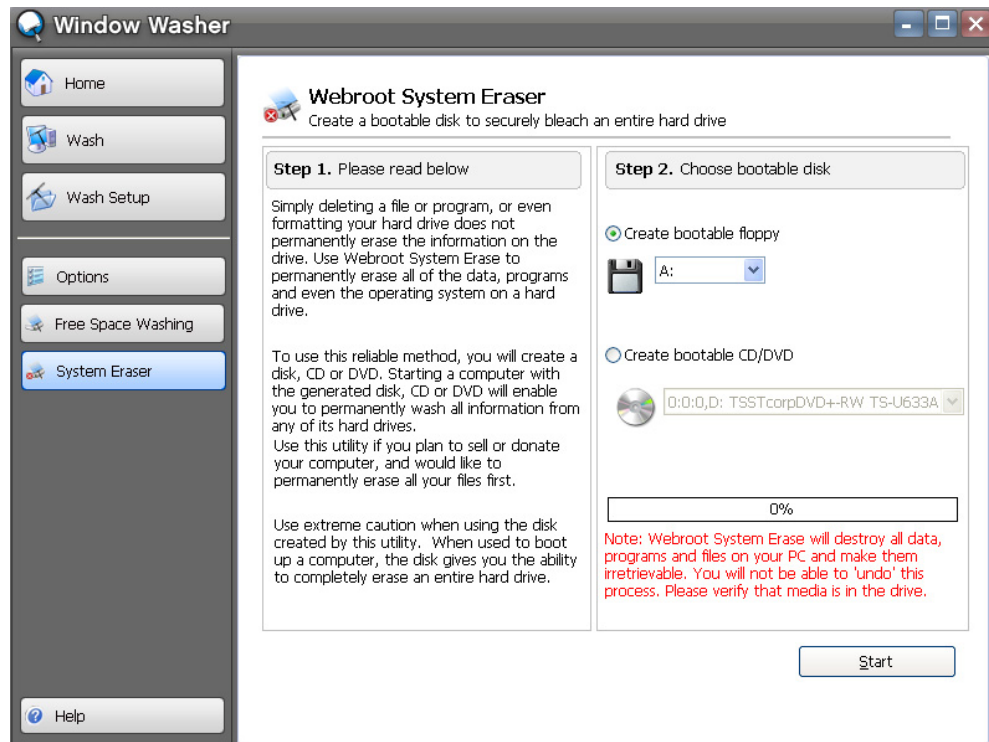 Window Washer
Home
Wash
Wash Setup
Options
Free Space Washing
System Eraser
Help
Webroot System Eraser
Create a bootable disk to securely bleach an entire hard drive
Step 1. Please read below
Simply deleting a file or program, or even
formatting your hard drive does not
permanently erase the information on the
drive. Use Webroot System Erase to
permanently erase all of the data, programs
and even the operating system on a hard
drive.
To use this reliable method, you will create a
disk, CD or DVD. Starting a computer with
the generated disk, CD or DVD will enable
you to permanently wash all information from
any of its hard drives.
Use this utility if you plan to sell or donate
your computer, and would like to
permanently erase all your files first.
Use extreme caution when using the disk
created by this utility. When used to boot
up a computer, the disk gives you the ability
to completely erase an entire hard drive.
Step 2. Choose bootable disk
Create bootable floppy
A:
Create bootable CD/DVD
0:0:0,D: TSSTcorpDVD+-RW TS-U633A
0%
Note: Webroot System Erase will destroy all data,
programs and files on your PC and make them
irretrievable. You will not be able to 'undo' this
process. Please verify that media is in the drive.
Start